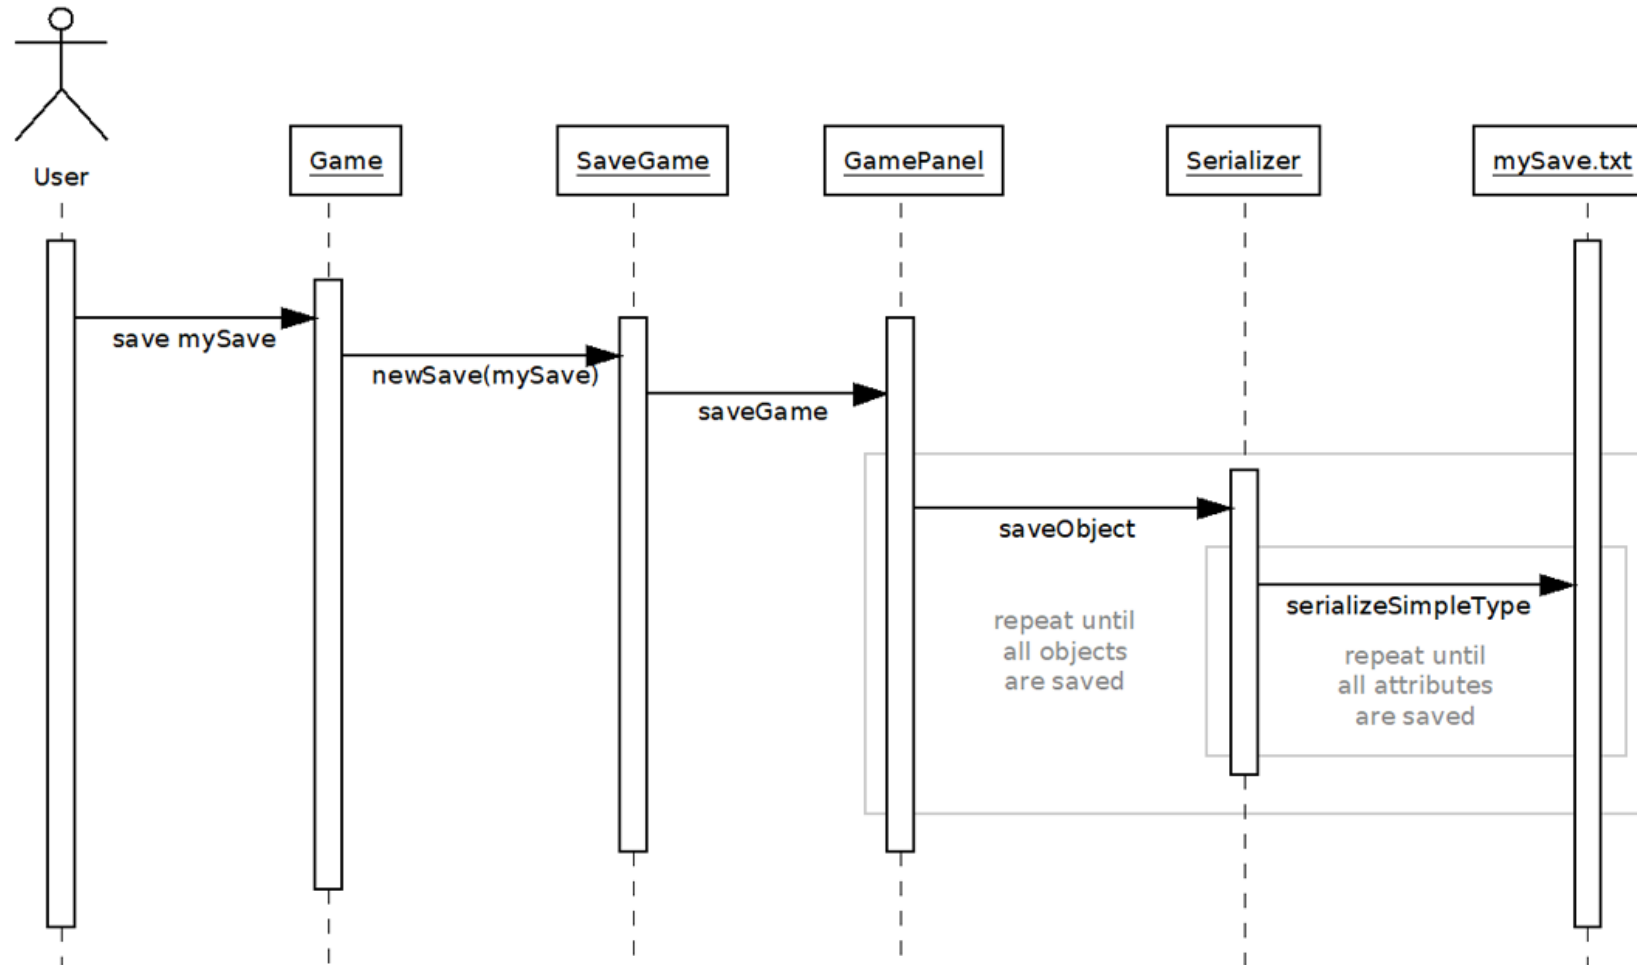 User
Game
SaveGame
GamePanel
Serializer
mySave.txt
save mySave
newSave(mySave)
saveGame
saveObject
serializeSimpleType
repeat until
all objects
are saved
repeat until
all attributes
are saved